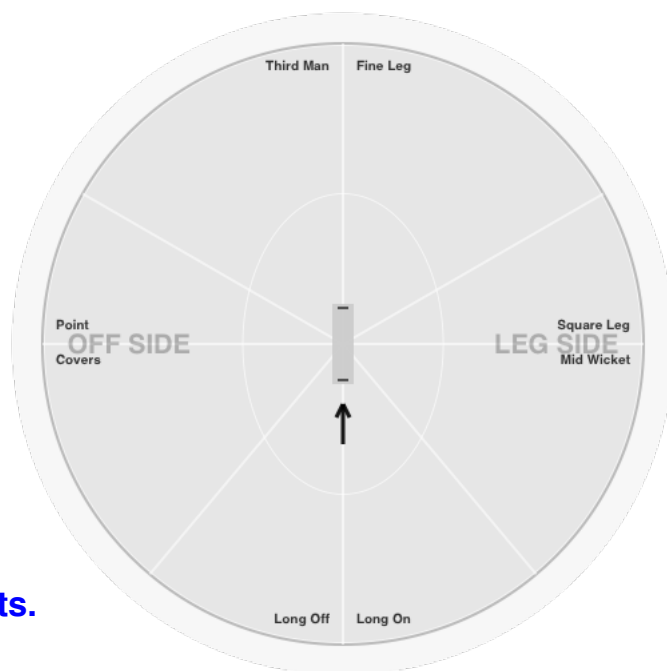 Third Man
Fine Leg
Point
Square Leg
OFF SIDE
LEG SIDE
Covers
Mid Wicket
ts.
Long Off
Long On